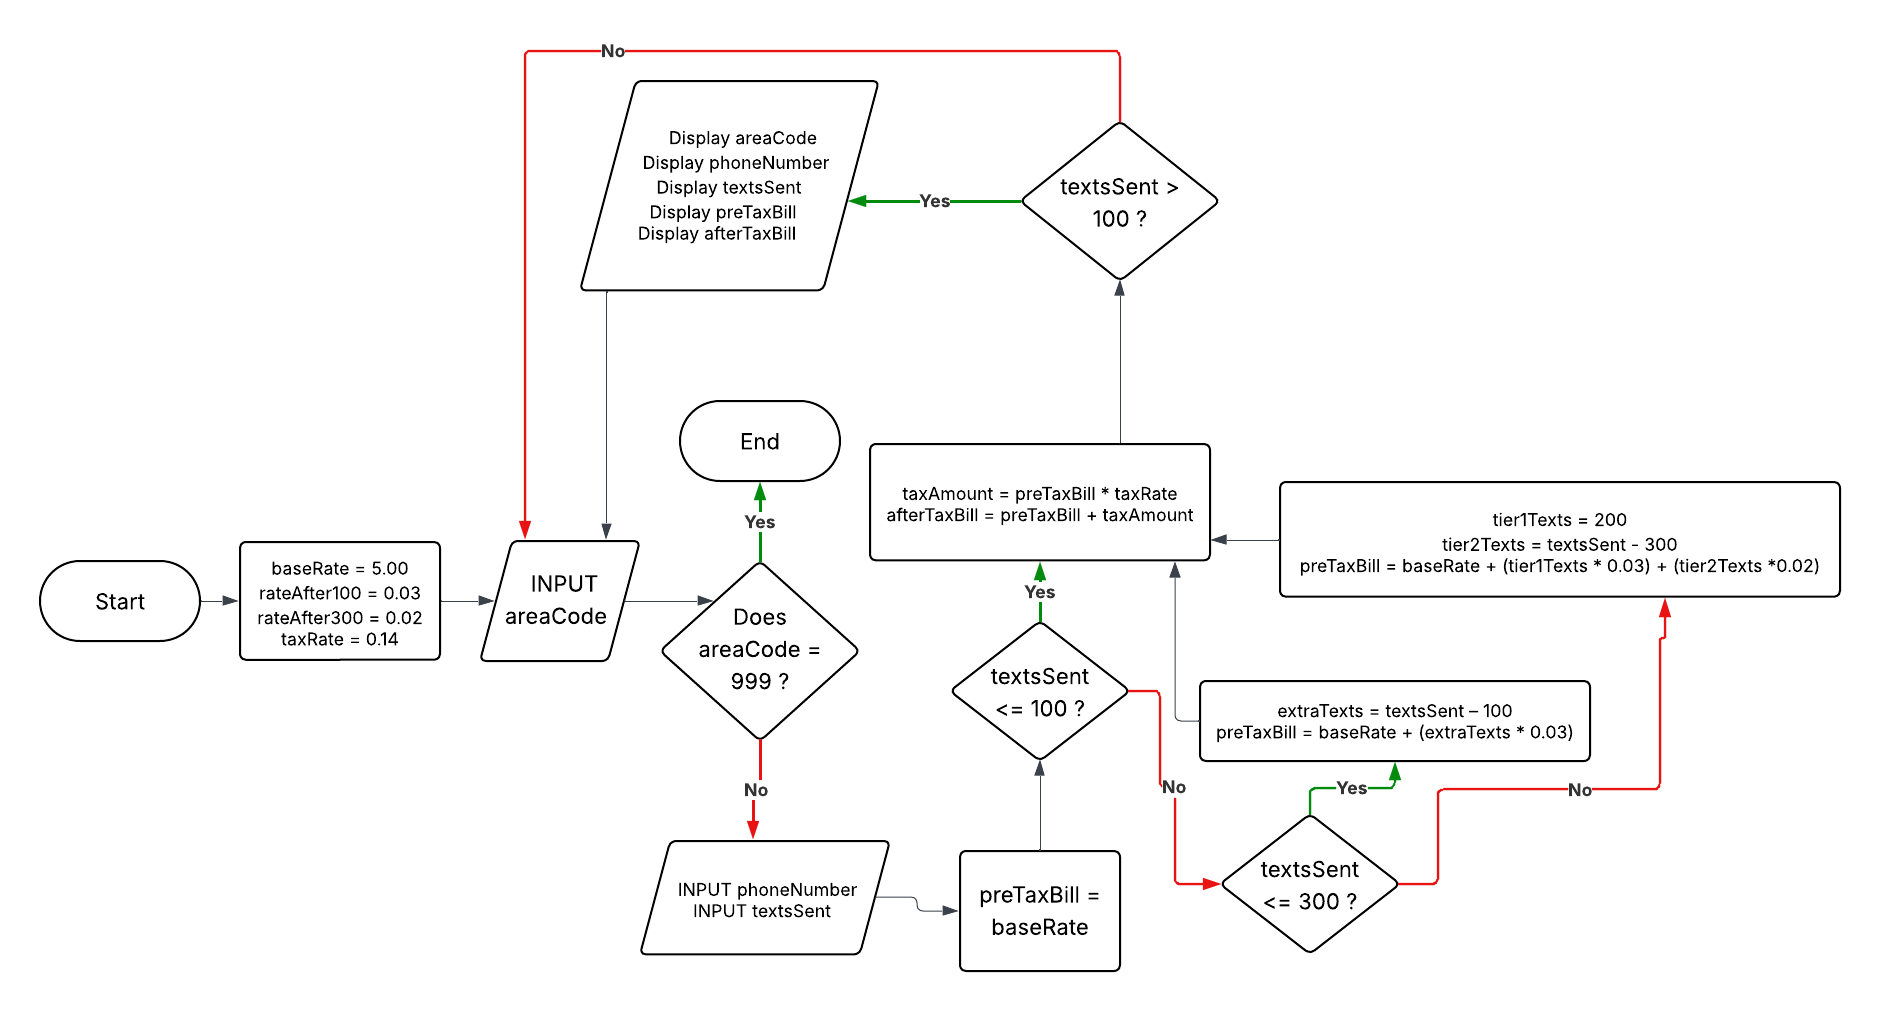 No
Display areaCode
Display phoneNumber
Display textsSent
Display preTaxBill
Display afterTaxBill
Yes
textsSent >
100 ?
End
Yes
taxAmount = preTaxBill * taxRate
afterTaxBill = preTaxBill + taxAmount
tier1Texts = 200
tier2Texts = textsSent - 300
preTaxBill = baseRate + (tier1Texts * 0.03) + (tier2Texts *0.02)
Start
baseRate = 5.00
rateAfter100 = 0.03
rateAfter300 = 0.02
taxRate = 0.14
INPUT
areaCode
Does
areaCode =
999 ?
Yes
textsSent
<= 100 ?
extraTexts = textsSent – 100
preTaxBill = baseRate + (extraTexts * 0.03)
No
No
Yes
No
INPUT phoneNumber
INPUT textsSent
preTaxBill =
baseRate
textsSent
<= 300 ?